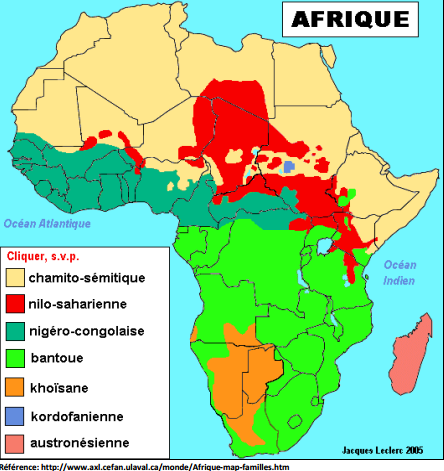 AFRIQUE
Océan Atlantique
Océan
Indien
Cliquer, s.v.p.
chamito-sémitique
nilo-saharienne
nigéro-congolaise
bantoue
khoïsane
kordofanienne
austronésienne
Jacques Leclerc 2005
Référence: http://www.axl.cefan.ulaval.ca/monde/Afrique-map-familles.htm